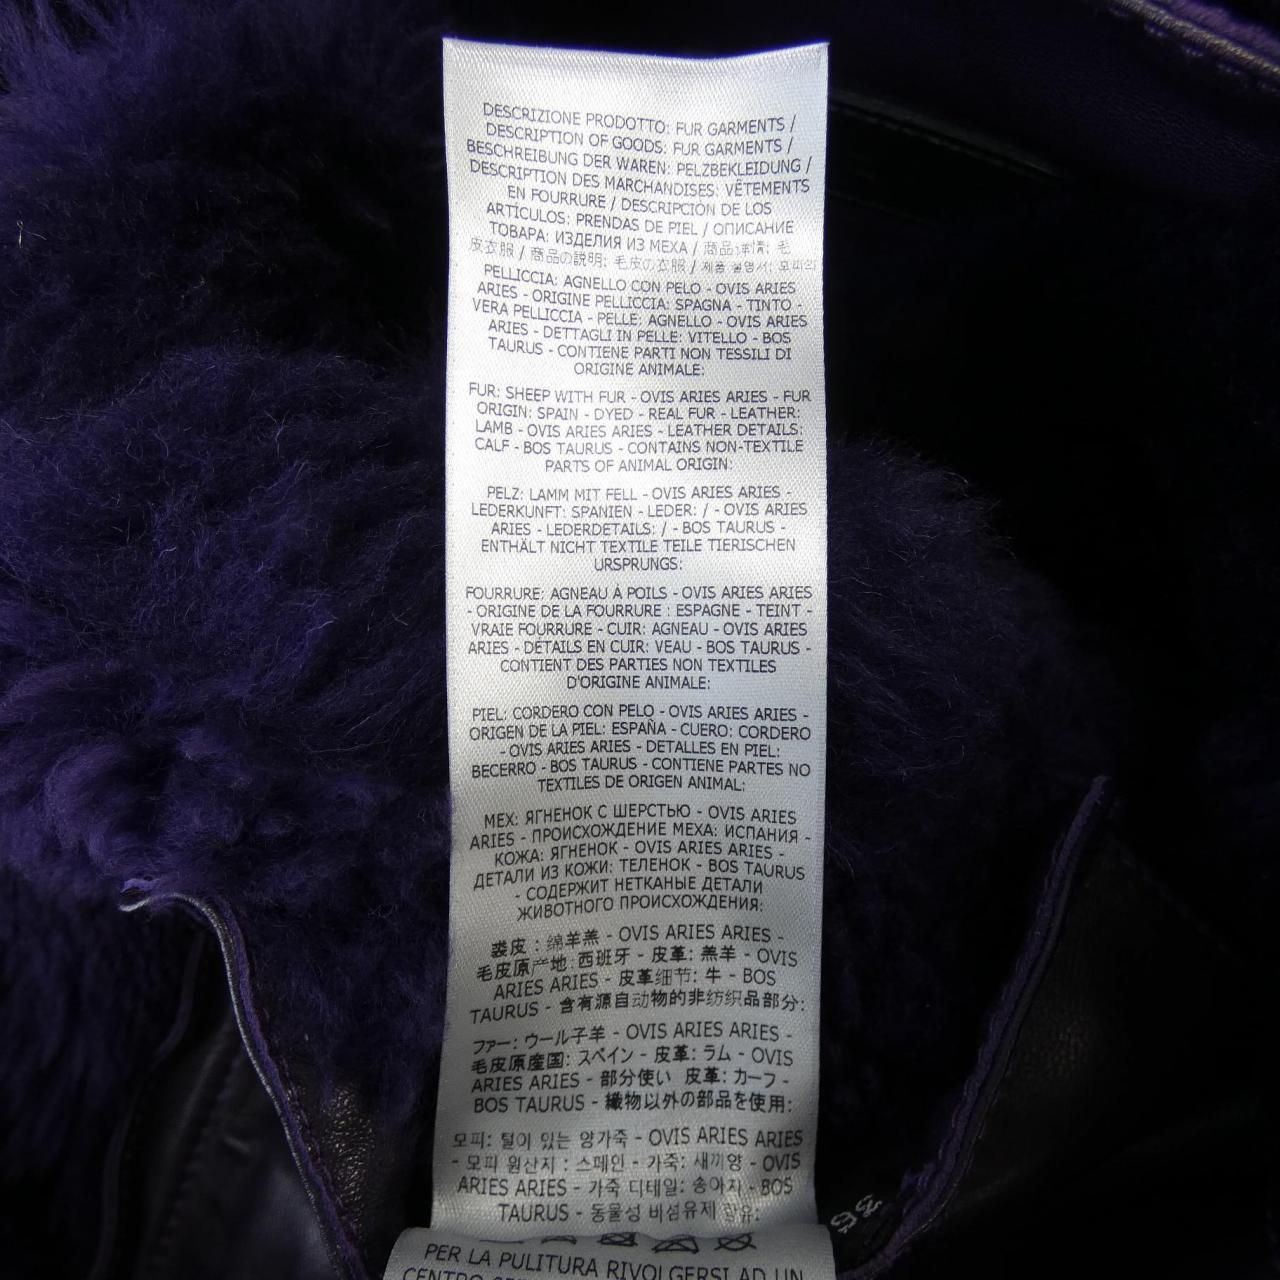 DESCRIZIONE PRODOTTO: FUR GARMENTS /
DESCRIPTION OF GOODS: FUR GARMENTS /
BESCHREIBUNG DER WAREN: PELZBEKLEIDUNG /
DESCRIPTION DES MARCHANDISES: VÊTEMENTS
EN FOURRURE / DESCRIPCIÓN DE LOS
ARTÍCULOS: PRENDAS DE PIEL / ОПИСАНИЕ
ТОВАРА: ИЗДЕЛИЯ ИЗ МЕХА / 商品详情: 毛
皮衣服 / 商品の説明: 毛皮の衣服 / 제품 설명서: 모피의
PELLICCIA: AGNELLO CON PELO - OVIS ARIES
ARIES - ORIGINE PELLICCIA: SPAGNA - TINTO -
VERA PELLICCIA - PELLE: AGNELLO - OVIS ARIES
ARIES - DETTAGLI IN PELLE: VITELLO - BOS
TAURUS - CONTIENE PARTI NON TESSILI DI
ORIGINE ANIMALE:
FUR: SHEEP WITH FUR - OVIS ARIES ARIES - FUR
ORIGIN: SPAIN - DYED - REAL FUR - LEATHER:
LAMB - OVIS ARIES ARIES - LEATHER DETAILS:
CALF - BOS TAURUS - CONTAINS NON-TEXTILE
PARTS OF ANIMAL ORIGIN:
PELZ: LAMM MIT FELL - OVIS ARIES ARIES -
LEDERKUNFT: SPANIEN - LEDER: / - OVIS ARIES
ARIES - LEDERDETAILS: / - BOS TAURUS -
ENTHÄLT NICHT TEXTILE TEILE TIERISCHEN
URSPRUNGS:
FOURRURE: AGNEAU À POILS - OVIS ARIES ARIES
- ORIGINE DE LA FOURRURE : ESPAGNE - TEINT -
VRAIE FOURRURE - CUIR: AGNEAU - OVIS ARIES
ARIES - DÉTAILS EN CUIR: VEAU - BOS TAURUS -
CONTIENT DES PARTIES NON TEXTILES
D'ORIGINE ANIMALE:
PIEL: CORDERO CON PELO - OVIS ARIES ARIES -
ORIGEN DE LA PIEL: ESPAÑA - CUERO: CORDERO
- OVIS ARIES ARIES - DETALLES EN PIEL:
BECERRO - BOS TAURUS - CONTIENE PARTES NO
TEXTILES DE ORIGEN ANIMAL:
МЕХ: ЯГНЕНОК С ШЕРСТЬЮ - OVIS ARIES
ARIES - ПРОИСХОЖДЕНИЕ МЕХА: ИСПАНИЯ -
КОЖА: ЯГНЕНОК - OVIS ARIES ARIES -
ДЕТАЛИ ИЗ КОЖИ: ТЕЛЕНОК - BOS TAURUS
- СОДЕРЖИТ НЕТКАНЫЕ ДЕТАЛИ
ЖИВОТНОГО ПРОИСХОЖДЕНИЯ:
裘皮 : 绵羊羔 - OVIS ARIES ARIES -
毛皮原产地: 西班牙 - 皮革: 羔羊 - OVIS
ARIES ARIES - 皮革细节: 牛 - BOS
TAURUS - 含有源自动物的非纺织品部分:
ファー: ウール子羊 - OVIS ARIES ARIES -
毛皮原産国: スペイン - 皮革: ラム - OVIS
ARIES ARIES - 部分使い 皮革: カーフ -
BOS TAURUS - 織物以外の部品を使用:
모피: 털이 있는 양가죽 - OVIS ARIES ARIES
- 모피 원산지 : 스페인 - 가죽: 새끼양 - OVIS
ARIES ARIES - 가죽 디테일: 송아지 - BOS
TAURUS - 동물성 비섬유제 함유:
PER LA PULITURA RIVOLGERSI AD UN